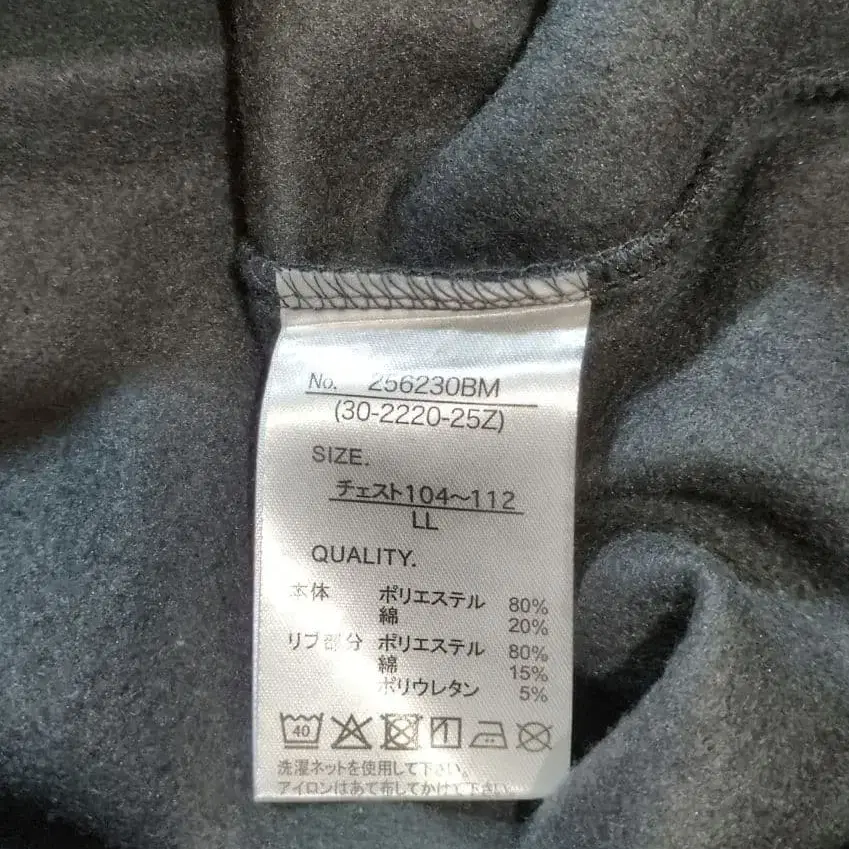 No. 256230BM
(30-2220-25Z)
SIZE.
チェスト104～112
LL
QUALITY.
本体 ポリエステル 80%
綿 20%
リブ部分 ポリエステル 80%
綿 15%
ポリウレタン 5%
40
洗濯ネットを使用して下さい。
アイロンはあて布してかけて下さい。